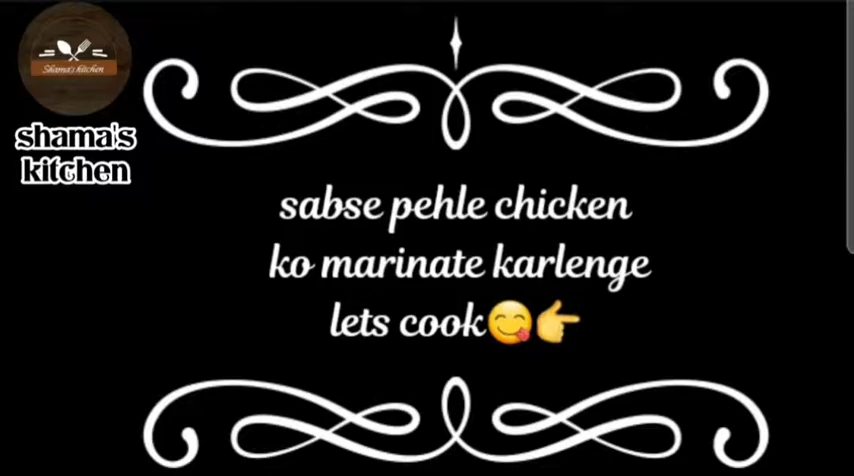 Shama's kitchen
shama's
kitchen
sabse pehle chicken
ko marinate karlenge
lets cook😋👉